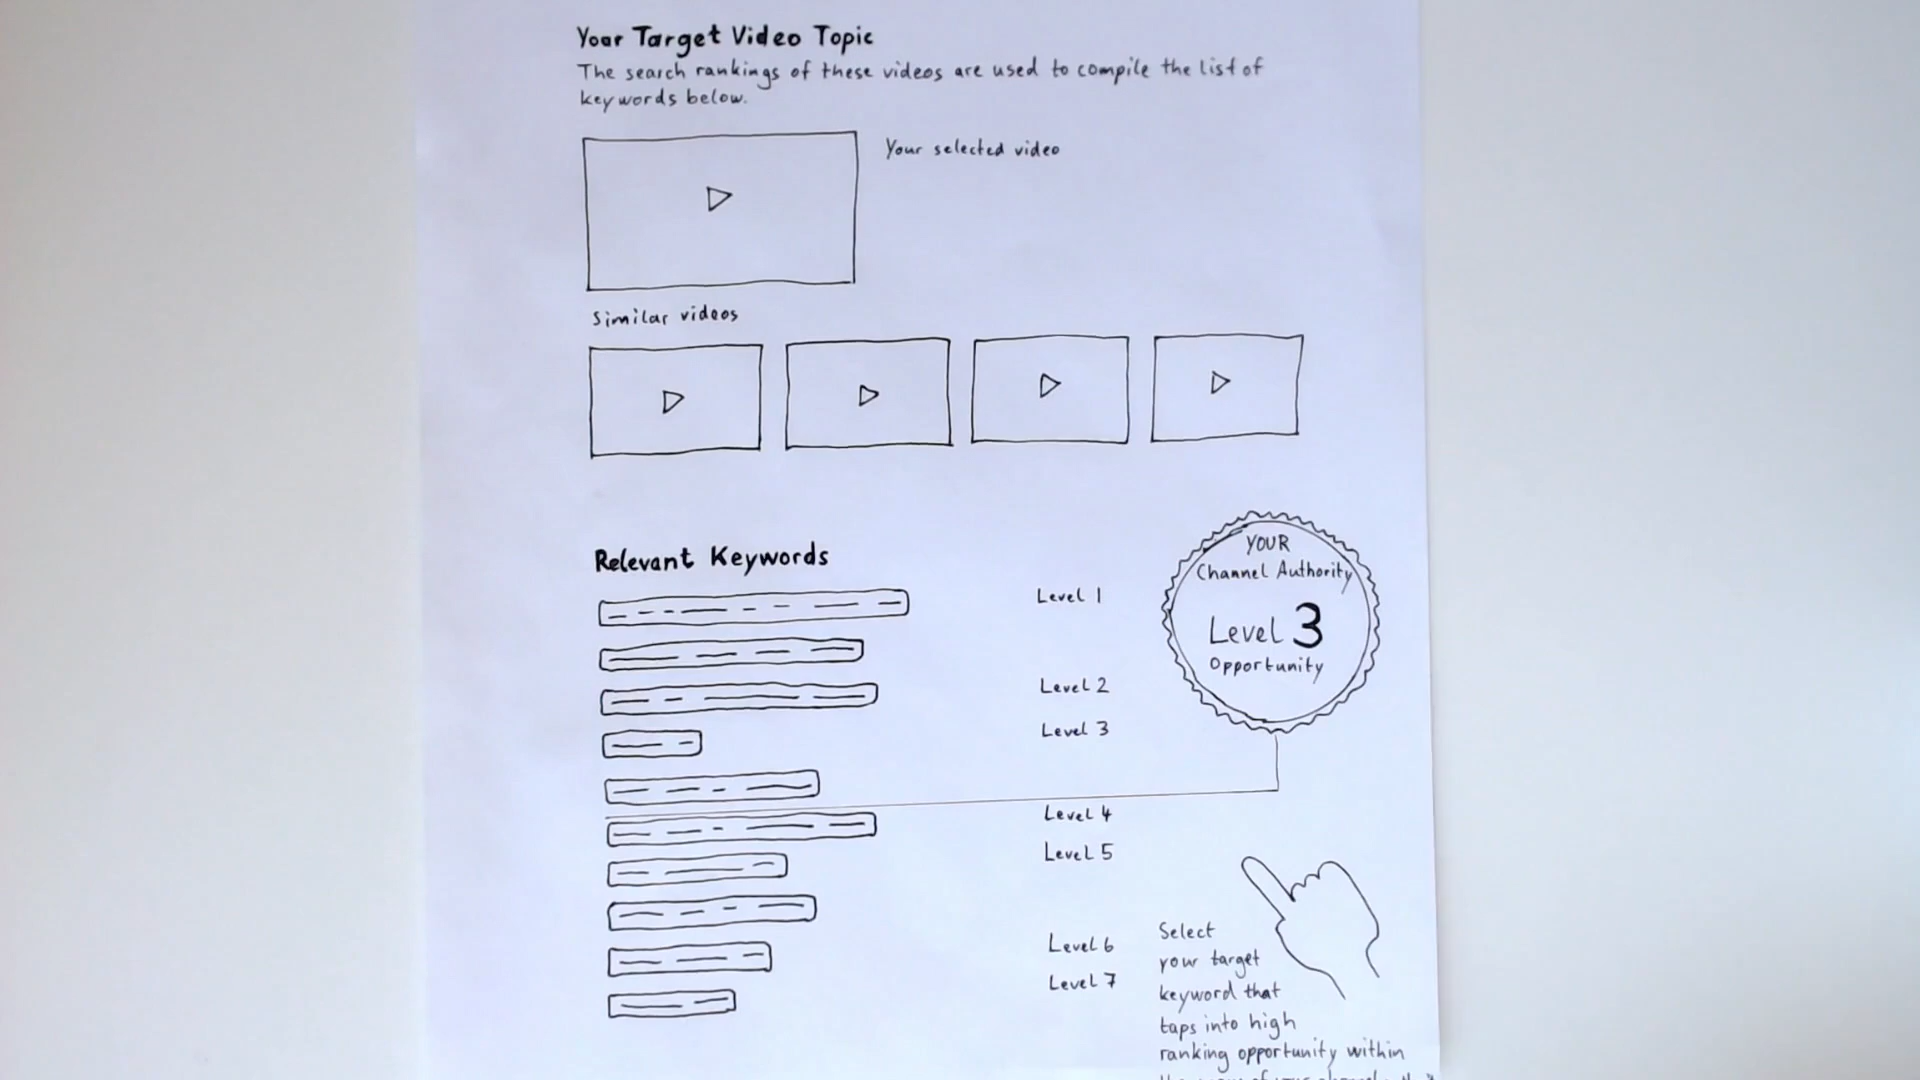 Your Target Video Topic
The search rankings of these videos are used to compile the list of
keywords below.
Your selected video
Similar videos
Relevant Keywords
Level 1
Level 2
Level 3
Level 4
Level 5
Level 6
Level 7
YOUR
Channel Authority
Level 3
Opportunity
Select
your target
keyword that
taps into high
ranking opportunity within